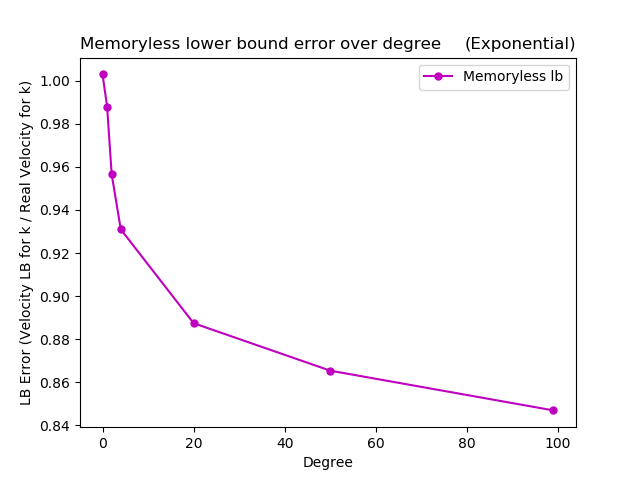 Memoryless lower bound error over degree (Exponential)
Memoryless lb
LB Error (Velocity LB for k / Real Velocity for k)
1.00
0.98
0.96
0.94
0.92
0.90
0.88
0.86
0.84
0 20 40 60 80 100
Degree